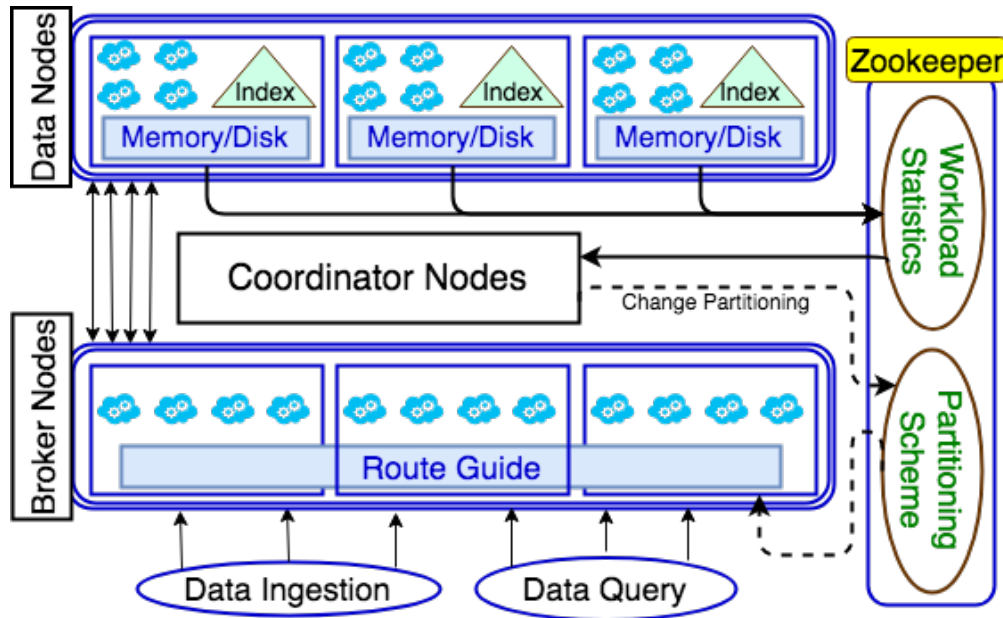 Data Nodes
Index
Index
Index
Memory/Disk
Memory/Disk
Memory/Disk
Zookeeper
Workload
Statistics
Coordinator Nodes
Change Partitioning
Broker Nodes
Route Guide
Partitioning
Scheme
Data Ingestion
Data Query